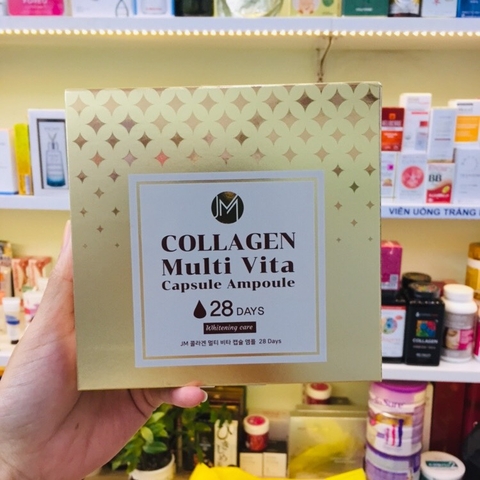 JM
COLLAGEN
Multi Vita
Capsule Ampoule
28 DAYS
Whitening care
JM 콜라겐 멀티 비타 캡슐 앰플 28 Days
VIÊN UỐNG TRẮNG
BB
COLLAGEN